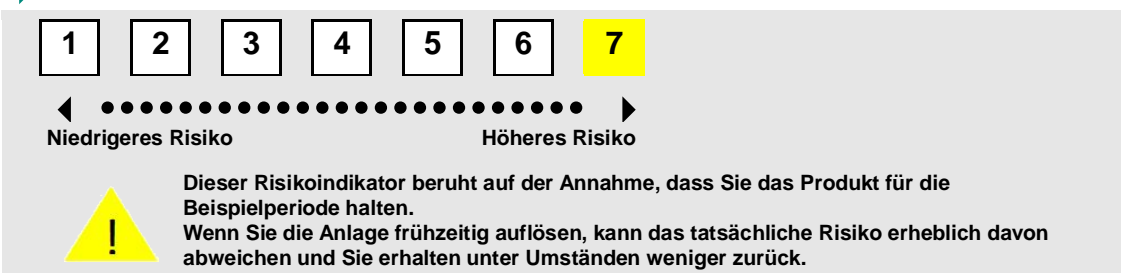 1 2 3 4 5 6 7
Niedrigeres Risiko Höheres Risiko
Dieser Risikoindikator beruht auf der Annahme, dass Sie das Produkt für die
Beispielperiode halten.
!
Wenn Sie die Anlage frühzeitig auflösen, kann das tatsächliche Risiko erheblich davon
abweichen und Sie erhalten unter Umständen weniger zurück.